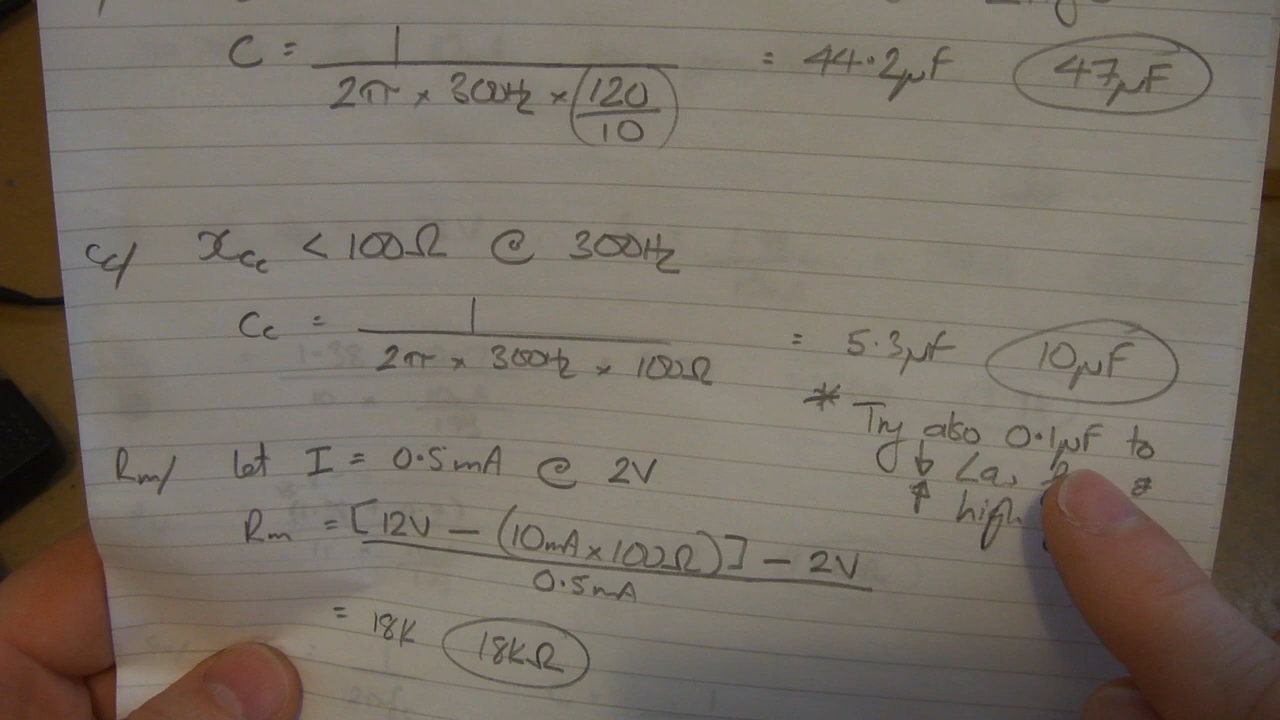 C = 1 / 2π × 300Hz × (120/10) = 44.2μF 47μF
Cc/ Xcc < 100Ω @ 300Hz
Cc = 1 / 2π × 300Hz × 100Ω = 5.3μF 10μF
* Try also 0.1μF to
↓
↑ high
Rm/ let I = 0.5mA @ 2V
Rm = [12V - (10mA×100Ω)] - 2V / 0.5mA
= 18K 18KΩ